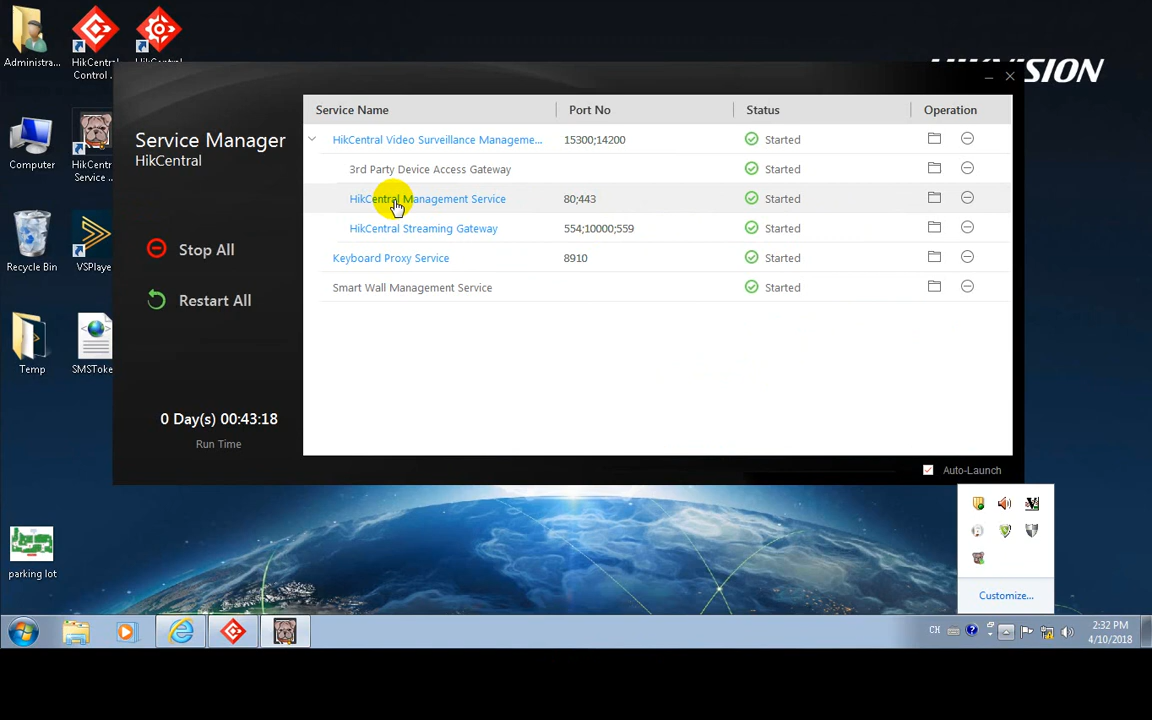 Administra...
HikCentral
Control ...
HIKVISION
Service Manager
HikCentral
Service Name
Port No
Status
Operation
HikCentral Video Surveillance Manageme...
15300;14200
Started
3rd Party Device Access Gateway
Started
HikCentral Management Service
80;443
Started
HikCentral Streaming Gateway
554;10000;559
Started
Keyboard Proxy Service
8910
Started
Smart Wall Management Service
Started
Computer
HikCentr
Service ...
Stop All
Recycle Bin
VSPlaye
Restart All
Temp
SMSToke
0 Day(s) 00:43:18
Run Time
Auto-Launch
parking lot
Customize...
CH
2:32 PM
4/10/2018